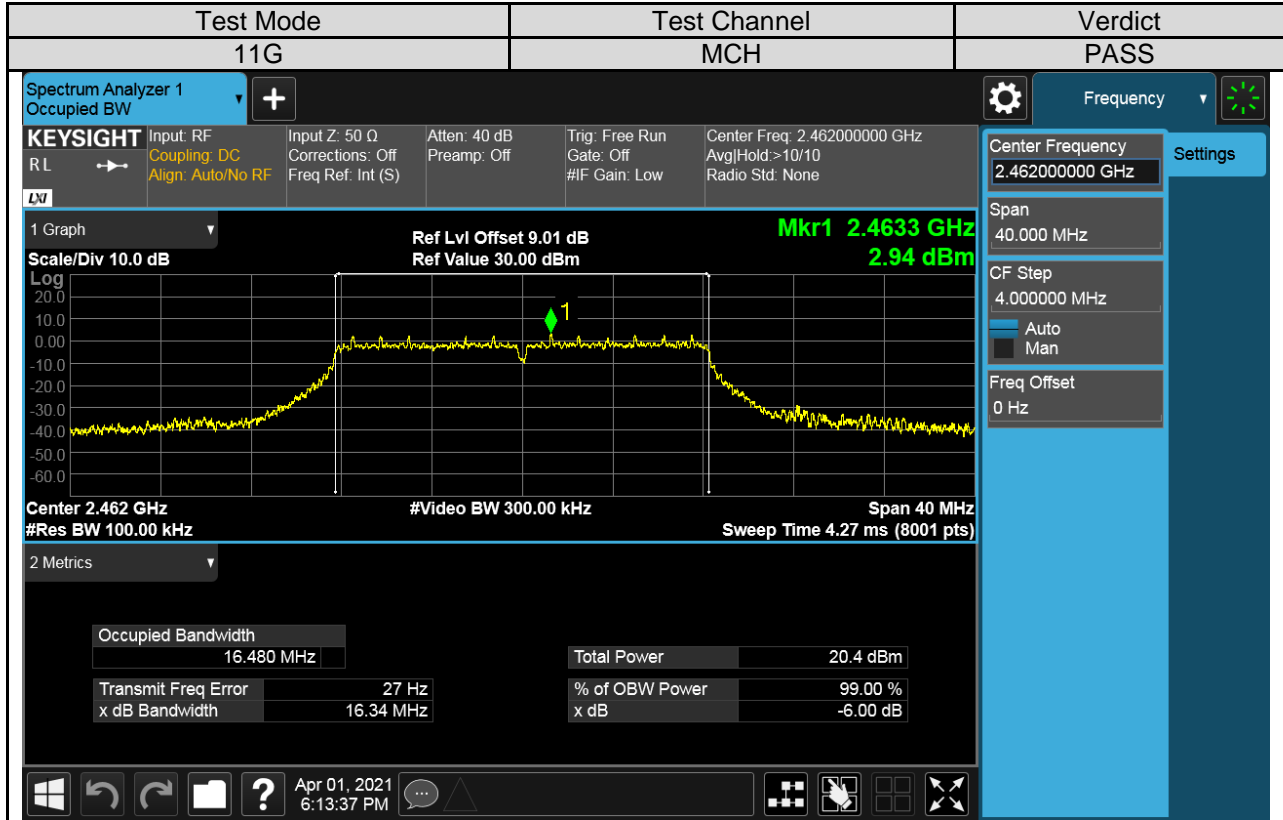 Test Mode Test Channel Verdict
11G MCH PASS
Spectrum Analyzer 1
Occupied BW
+
Frequency
KEYSIGHT
R L
LXI
Input: RF
Coupling: DC
Align: Auto/No RF
Input Z: 50 Ω
Corrections: Off
Freq Ref: Int (S)
Atten: 40 dB
Preamp: Off
Trig: Free Run
Gate: Off
#IF Gain: Low
Center Freq: 2.462000000 GHz
Avg|Hold:>10/10
Radio Std: None
Center Frequency
2.462000000 GHz
Settings
Span
40.000 MHz
CF Step
4.000000 MHz
Auto
Man
Freq Offset
0 Hz
1 Graph
Scale/Div 10.0 dB
Ref Lvl Offset 9.01 dB
Ref Value 30.00 dBm
Mkr1 2.4633 GHz
2.94 dBm
Log
20.0
10.0
0.00
-10.0
-20.0
-30.0
-40.0
-50.0
-60.0
1
Center 2.462 GHz #Video BW 300.00 kHz Span 40 MHz
#Res BW 100.00 kHz Sweep Time 4.27 ms (8001 pts)
2 Metrics
Occupied Bandwidth
16.480 MHz
Total Power 20.4 dBm
Transmit Freq Error 27 Hz
% of OBW Power 99.00 %
x dB Bandwidth 16.34 MHz
x dB -6.00 dB
?
Apr 01, 2021
6:13:37 PM